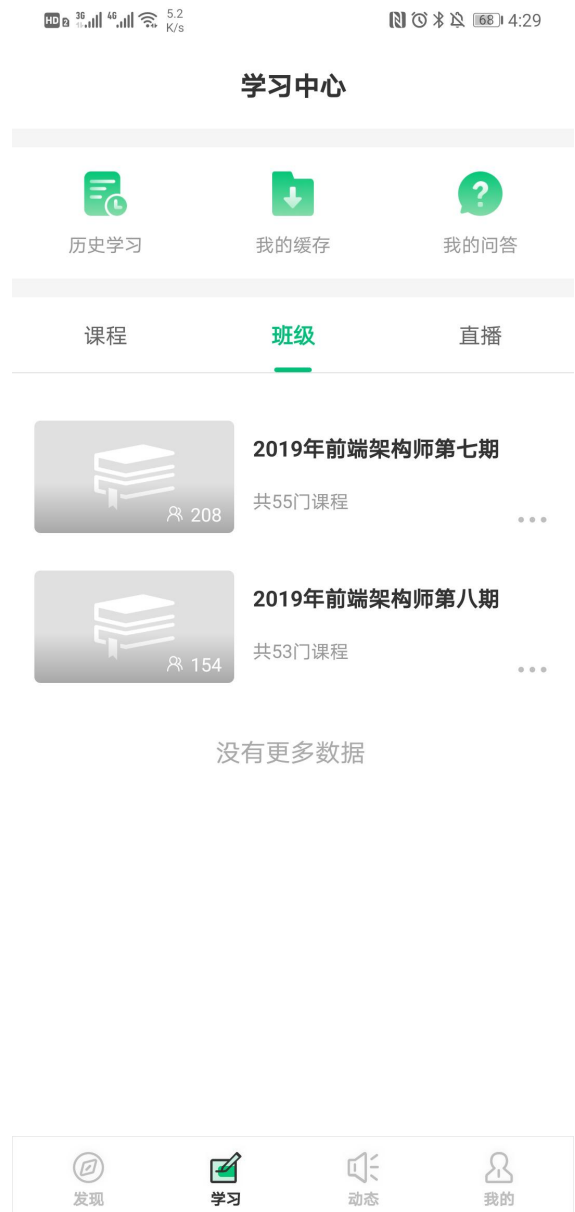 HD 2 3G 4G 5.2 K/s 68 4:29
学习中心
历史学习 我的缓存 我的问答
课程 班级 直播
2019年前端架构师第七期
共55门课程
208
2019年前端架构师第八期
共53门课程
154
没有更多数据
发现 学习 动态 我的